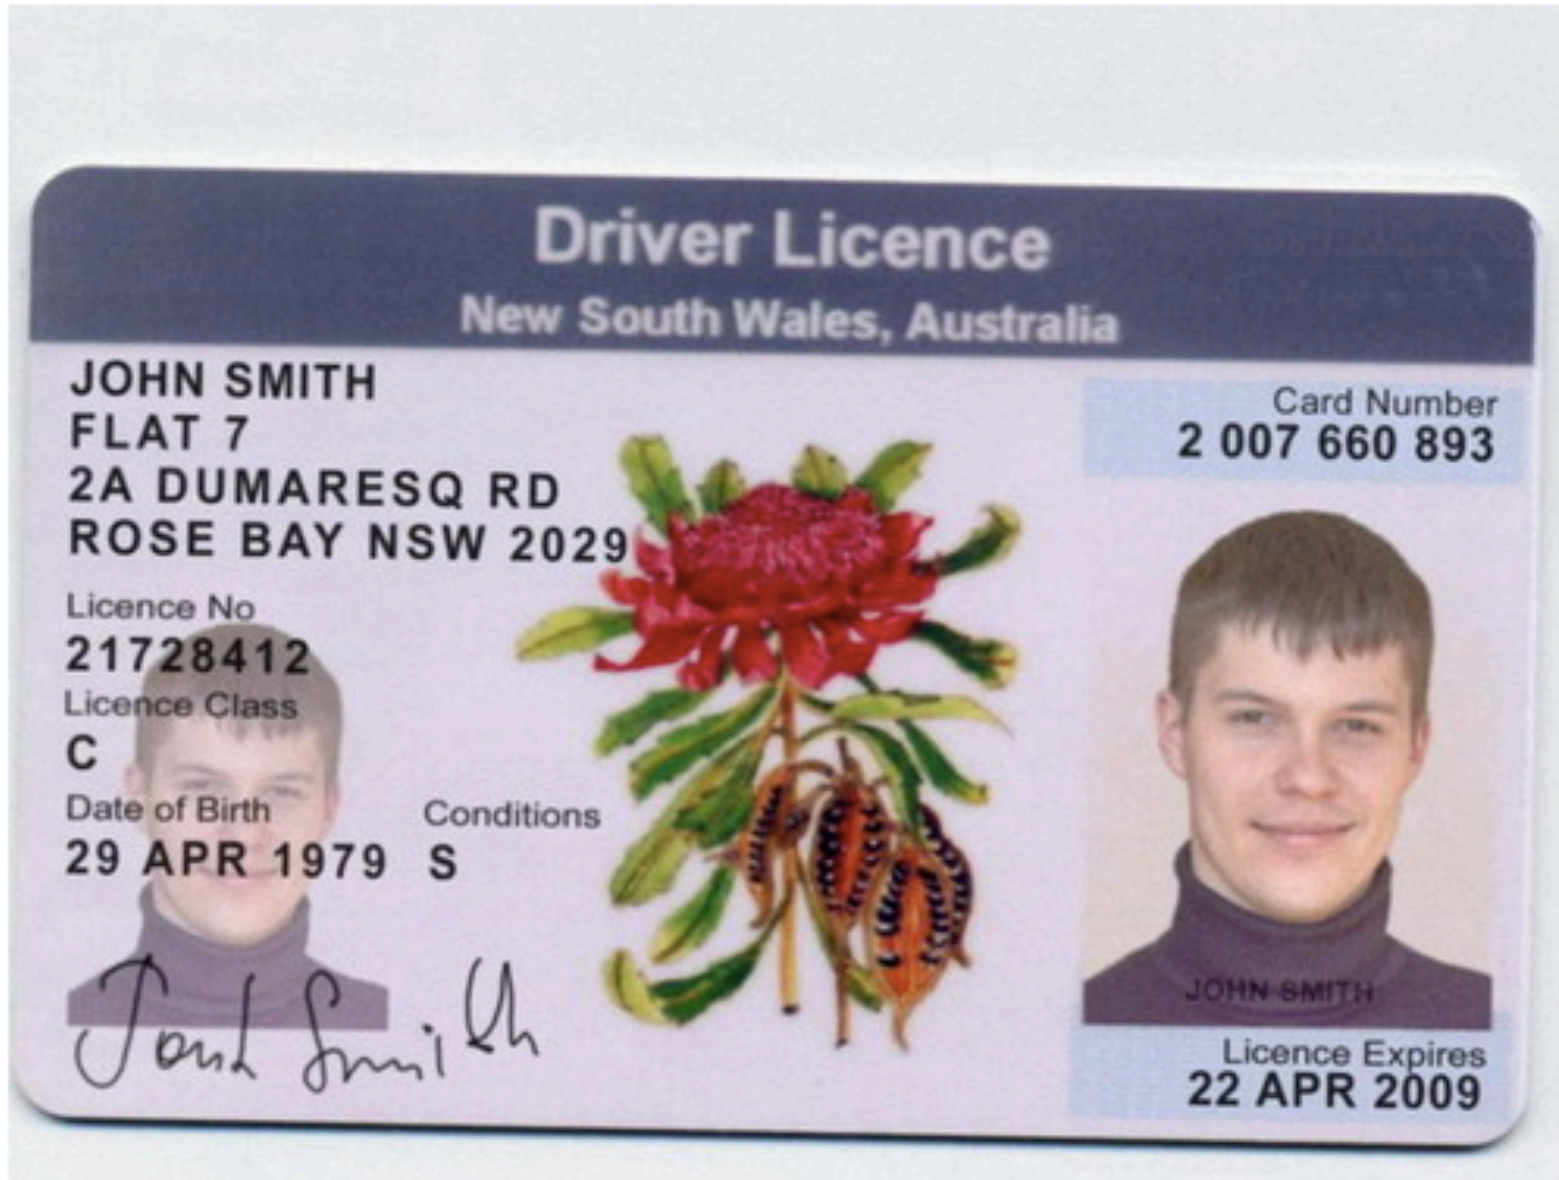 Driver Licence
New South Wales, Australia
JOHN SMITH
FLAT 7
2A DUMARESQ RD
ROSE BAY NSW 2029
Card Number
2 007 660 893
Licence No
21728412
Licence Class
C
Date of Birth
29 APR 1979
Conditions
S
JOHN SMITH
John Smith
Licence Expires
22 APR 2009